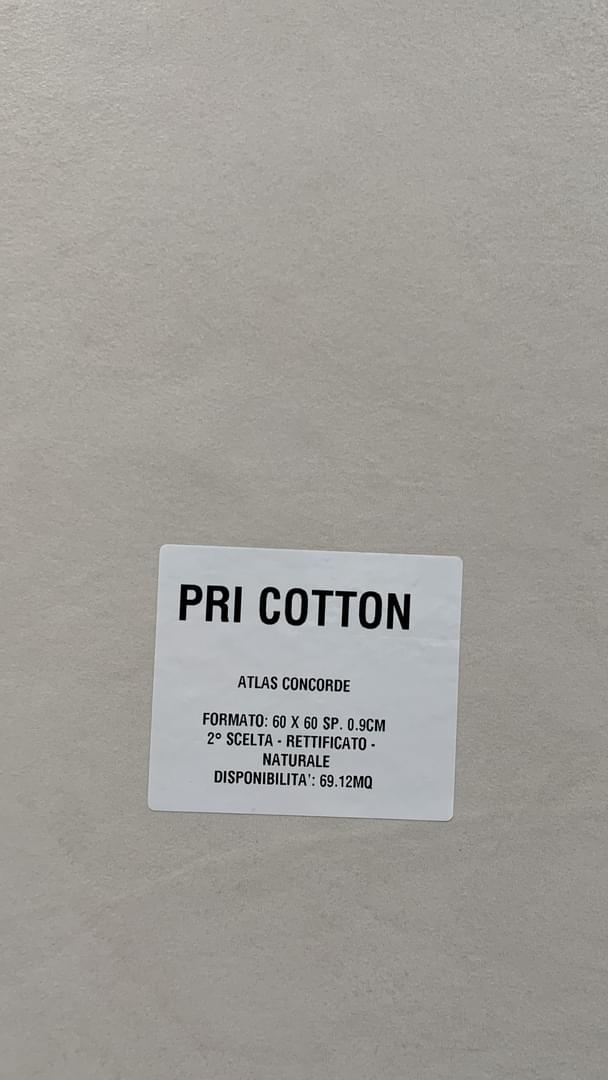 PRI COTTON
ATLAS CONCORDE
FORMATO: 60 X 60 SP. 0.9CM
2° SCELTA - RETTIFICATO -
NATURALE
DISPONIBILITA': 69.12MQ